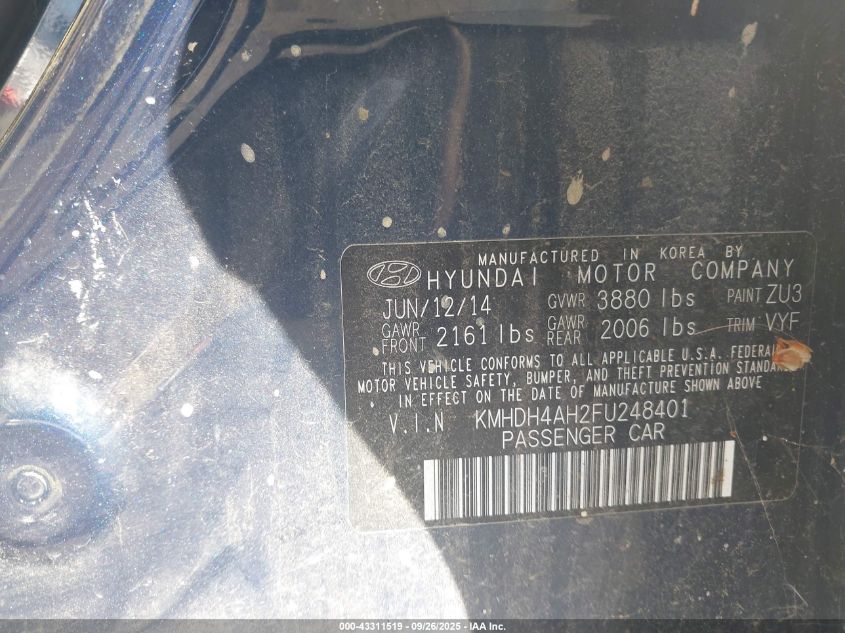 MANUFACTURED IN KOREA BY
HYUNDAI MOTOR COMPANY
JUN/12/14 GVWR 3880 lbs PAINT ZU3
GAWR FRONT 2161 lbs GAWR REAR 2006 lbs TRIM VYF
THIS VEHICLE CONFORMS TO ALL APPLICABLE U.S.A. FEDERAL
MOTOR VEHICLE SAFETY, BUMPER, AND THEFT PREVENTION STANDA
IN EFFECT ON THE DATE OF MANUFACTURE SHOWN ABOVE
V.I.N KMHDH4AH2FU248401
PASSENGER CAR
000-43311519 - 09/26/2025 - IAA Inc.